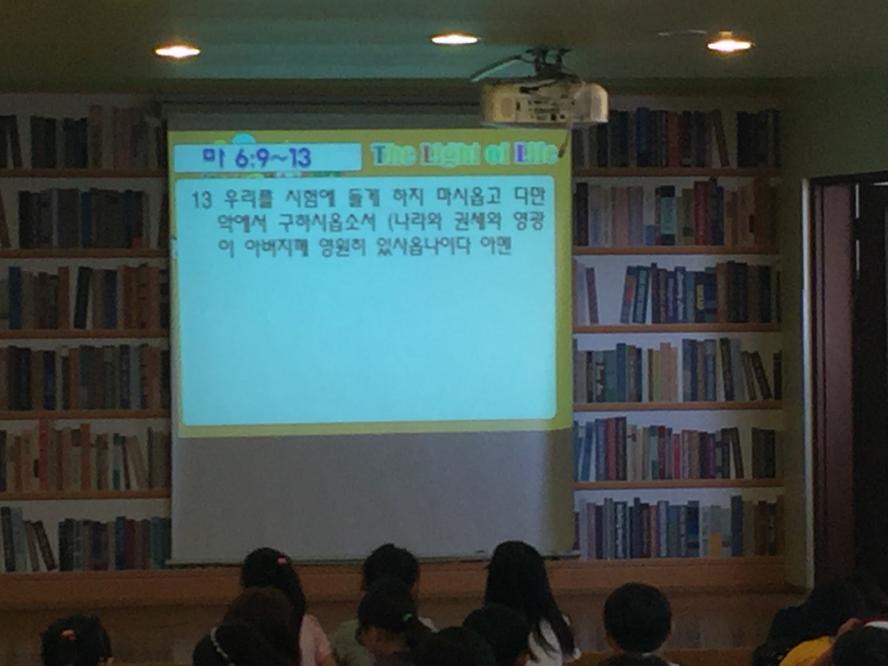 마 6:9~13
The Light of Life
13 우리를 시험에 들게 하지 마시옵고 다만
악에서 구하시옵소서 (나라와 권세와 영광
이 아버지께 영원히 있사옵나이다 아멘